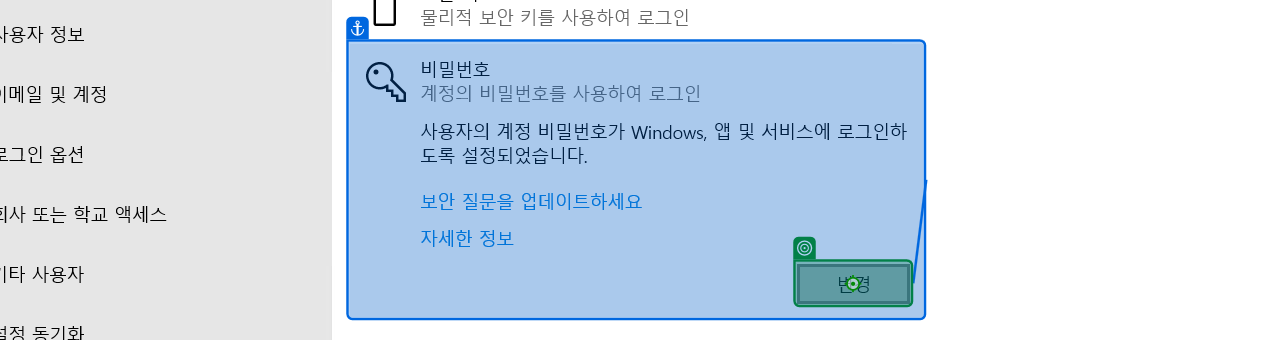 물리적 보안 키를 사용하여 로그인
사용자 정보
이메일 및 계정
로그인 옵션
회사 또는 학교 액세스
기타 사용자
설정 동기화
비밀번호
계정의 비밀번호를 사용하여 로그인
사용자의 계정 비밀번호가 Windows, 앱 및 서비스에 로그인하
도록 설정되었습니다.
보안 질문을 업데이트하세요
자세한 정보
변경